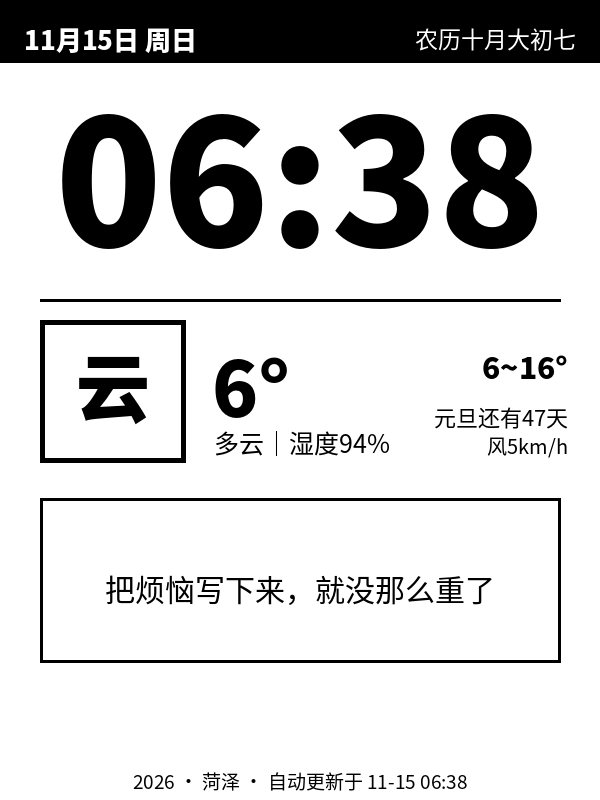 11月15日 周日
农历十月大初七
06:38
云
6°
多云｜湿度94%
6~16°
元旦还有47天
风5km/h
把烦恼写下来，就没那么重了
2026 • 菏泽 • 自动更新于 11-15 06:38